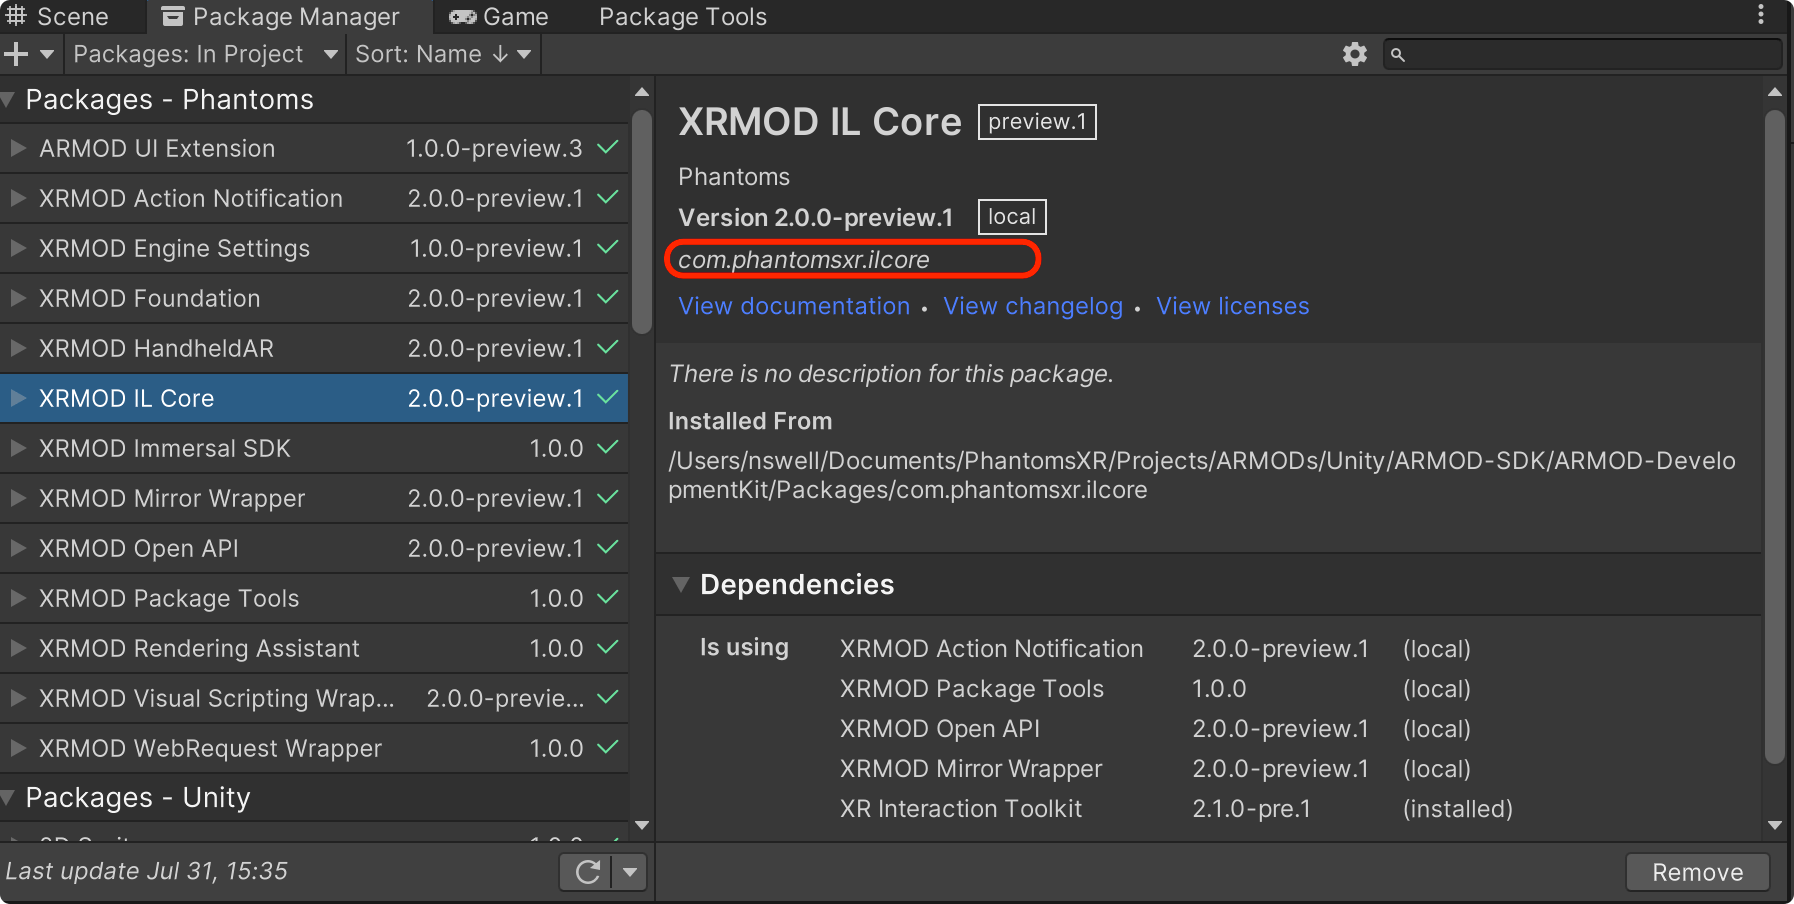 Scene
Package Manager
Game
Package Tools
Packages: In Project
Sort: Name ↓
Packages - Phantoms
ARMOD UI Extension 1.0.0-preview.3
XRMOD Action Notification 2.0.0-preview.1
XRMOD Engine Settings 1.0.0-preview.1
XRMOD Foundation 2.0.0-preview.1
XRMOD HandheldAR 2.0.0-preview.1
XRMOD IL Core 2.0.0-preview.1
XRMOD Immersal SDK 1.0.0
XRMOD Mirror Wrapper 2.0.0-preview.1
XRMOD Open API 2.0.0-preview.1
XRMOD Package Tools 1.0.0
XRMOD Rendering Assistant 1.0.0
XRMOD Visual Scripting Wrap... 2.0.0-previe...
XRMOD WebRequest Wrapper 1.0.0
Packages - Unity
Last update Jul 31, 15:35
XRMOD IL Core preview.1
Phantoms
Version 2.0.0-preview.1 local
com.phantomsxr.ilcore
View documentation • View changelog • View licenses
There is no description for this package.
Installed From
/Users/nswell/Documents/PhantomsXR/Projects/ARMODs/Unity/ARMOD-SDK/ARMOD-Develo
pmentKit/Packages/com.phantomsxr.ilcore
Dependencies
Is using XRMOD Action Notification 2.0.0-preview.1 (local)
XRMOD Package Tools 1.0.0 (local)
XRMOD Open API 2.0.0-preview.1 (local)
XRMOD Mirror Wrapper 2.0.0-preview.1 (local)
XR Interaction Toolkit 2.1.0-pre.1 (installed)
Remove